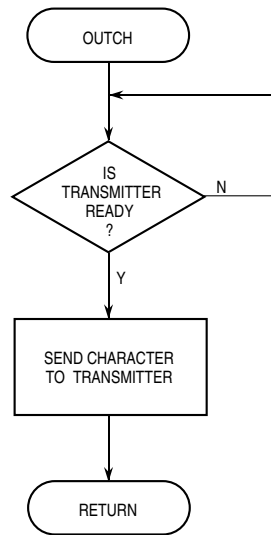 OUTCH
IS
TRANSMITTER
READY
?
N
Y
SEND CHARACTER
TO TRANSMITTER
RETURN